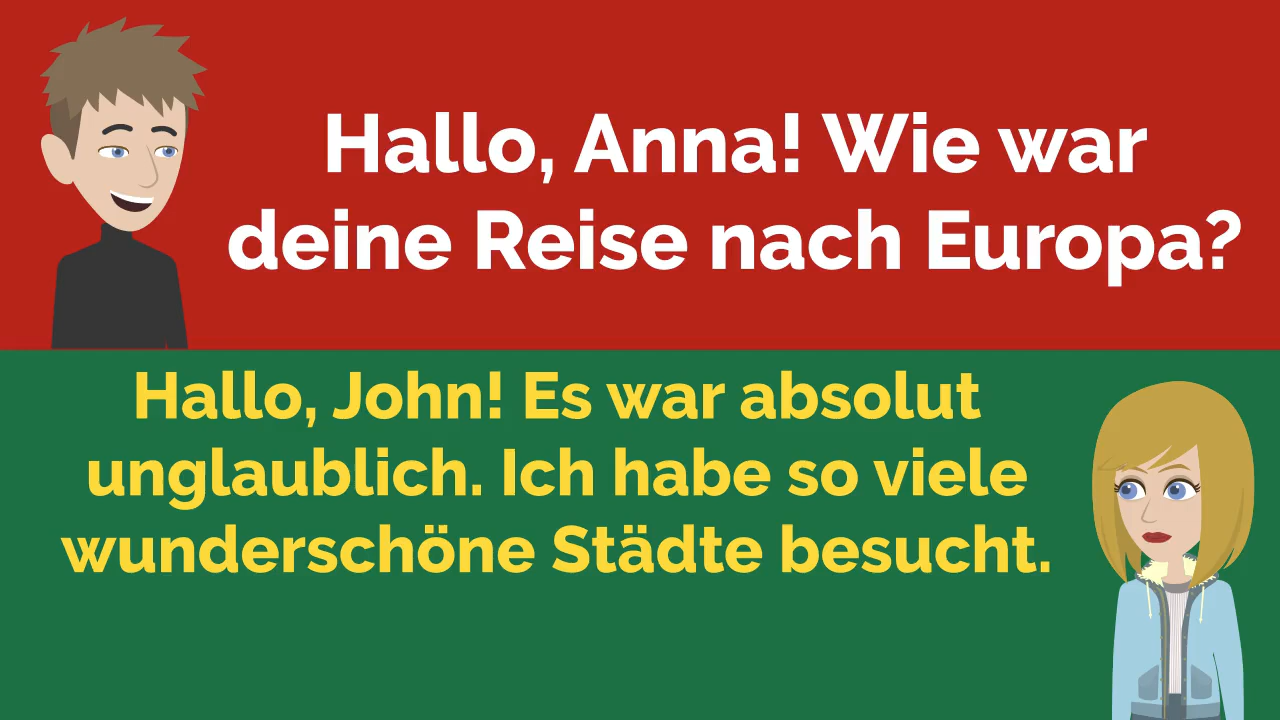 Hallo, Anna! Wie war
deine Reise nach Europa?
Hallo, John! Es war absolut
unglaublich. Ich habe so viele
wunderschöne Städte besucht.